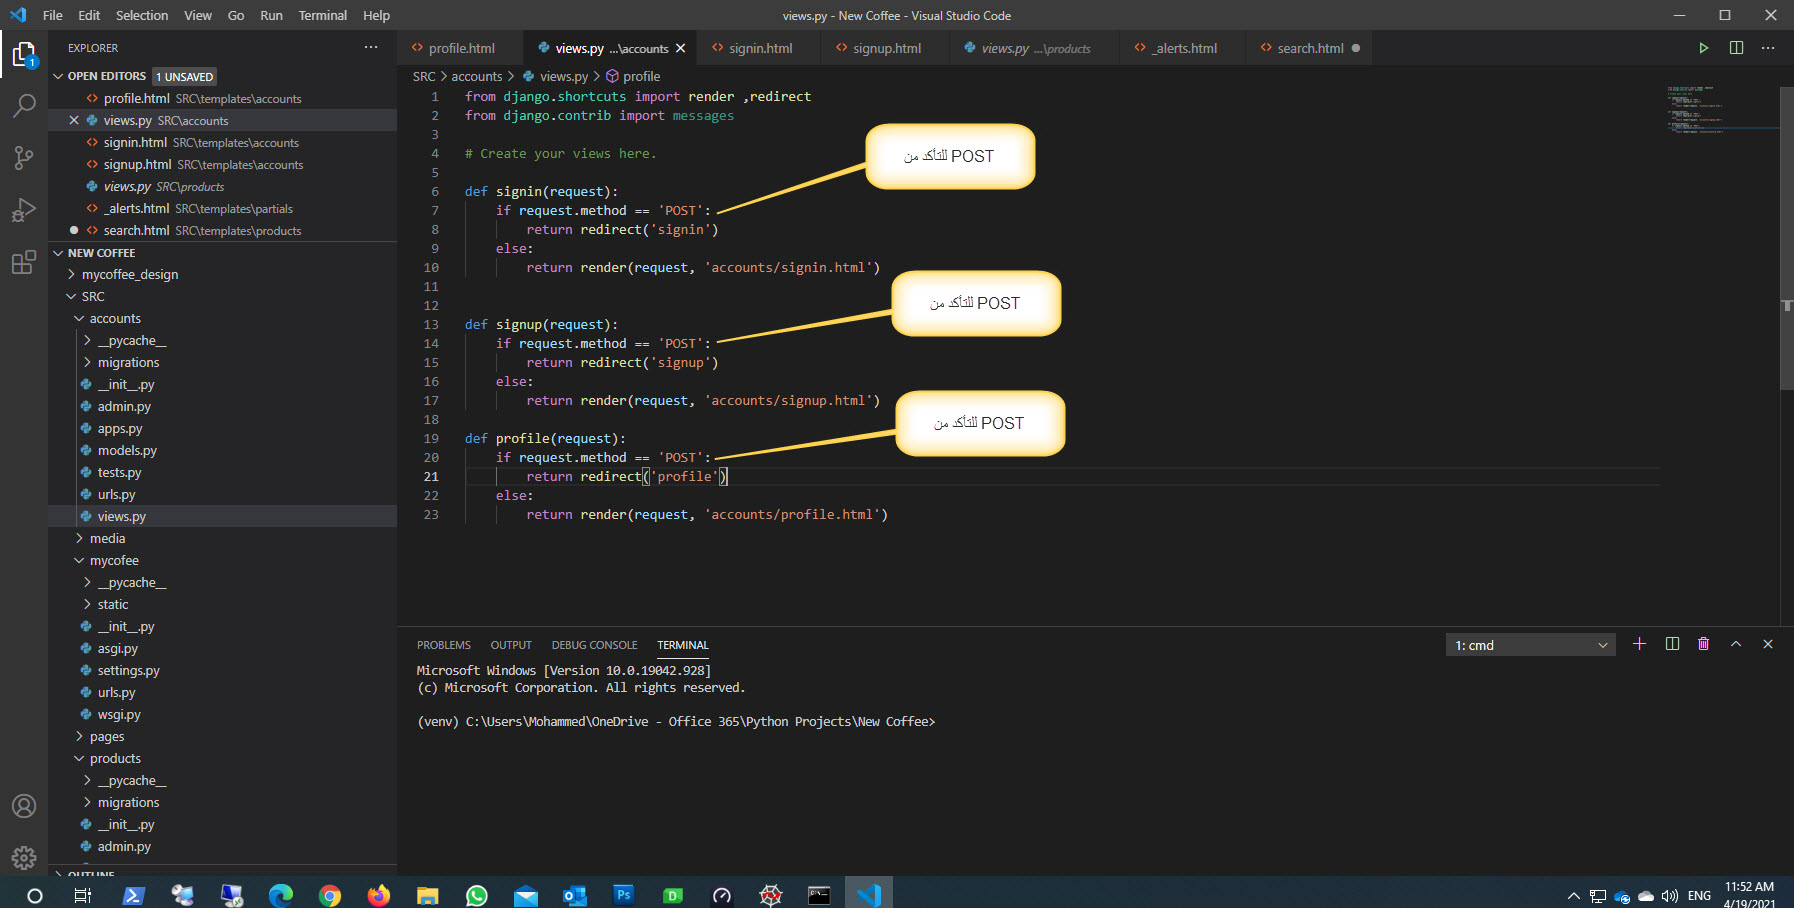 File Edit Selection View Go Run Terminal Help
views.py - New Coffee - Visual Studio Code
EXPLORER
1
OPEN EDITORS 1 UNSAVED
profile.html SRC\templates\accounts
views.py SRC\accounts
signin.html SRC\templates\accounts
signup.html SRC\templates\accounts
views.py SRC\products
_alerts.html SRC\templates\partials
search.html SRC\templates\products
NEW COFFEE
mycoffee_design
SRC
accounts
__pycache__
migrations
__init__.py
admin.py
apps.py
models.py
tests.py
urls.py
views.py
media
mycofee
__pycache__
static
__init__.py
asgi.py
settings.py
urls.py
wsgi.py
pages
products
__pycache__
migrations
__init__.py
admin.py
OUTLINE
profile.html views.py ...\accounts signin.html signup.html views.py ...\products _alerts.html search.html
SRC > accounts > views.py > profile
1 from django.shortcuts import render ,redirect
2 from django.contrib import messages
3
4 # Create your views here.
5
6 def signin(request):
7 if request.method == 'POST':
8 return redirect('signin')
9 else:
10 return render(request, 'accounts/signin.html')
11
12
13 def signup(request):
14 if request.method == 'POST':
15 return redirect('signup')
16 else:
17 return render(request, 'accounts/signup.html')
18
19 def profile(request):
20 if request.method == 'POST':
21 return redirect('profile')
22 else:
23 return render(request, 'accounts/profile.html')
للتأكد من POST
للتأكد من POST
للتأكد من POST
PROBLEMS OUTPUT DEBUG CONSOLE TERMINAL
1: cmd
Microsoft Windows [Version 10.0.19042.928]
(c) Microsoft Corporation. All rights reserved.
(venv) C:\Users\Mohammed\OneDrive - Office 365\Python Projects\New Coffee>
Ps
D
ENG
11:52 AM
4/19/2021